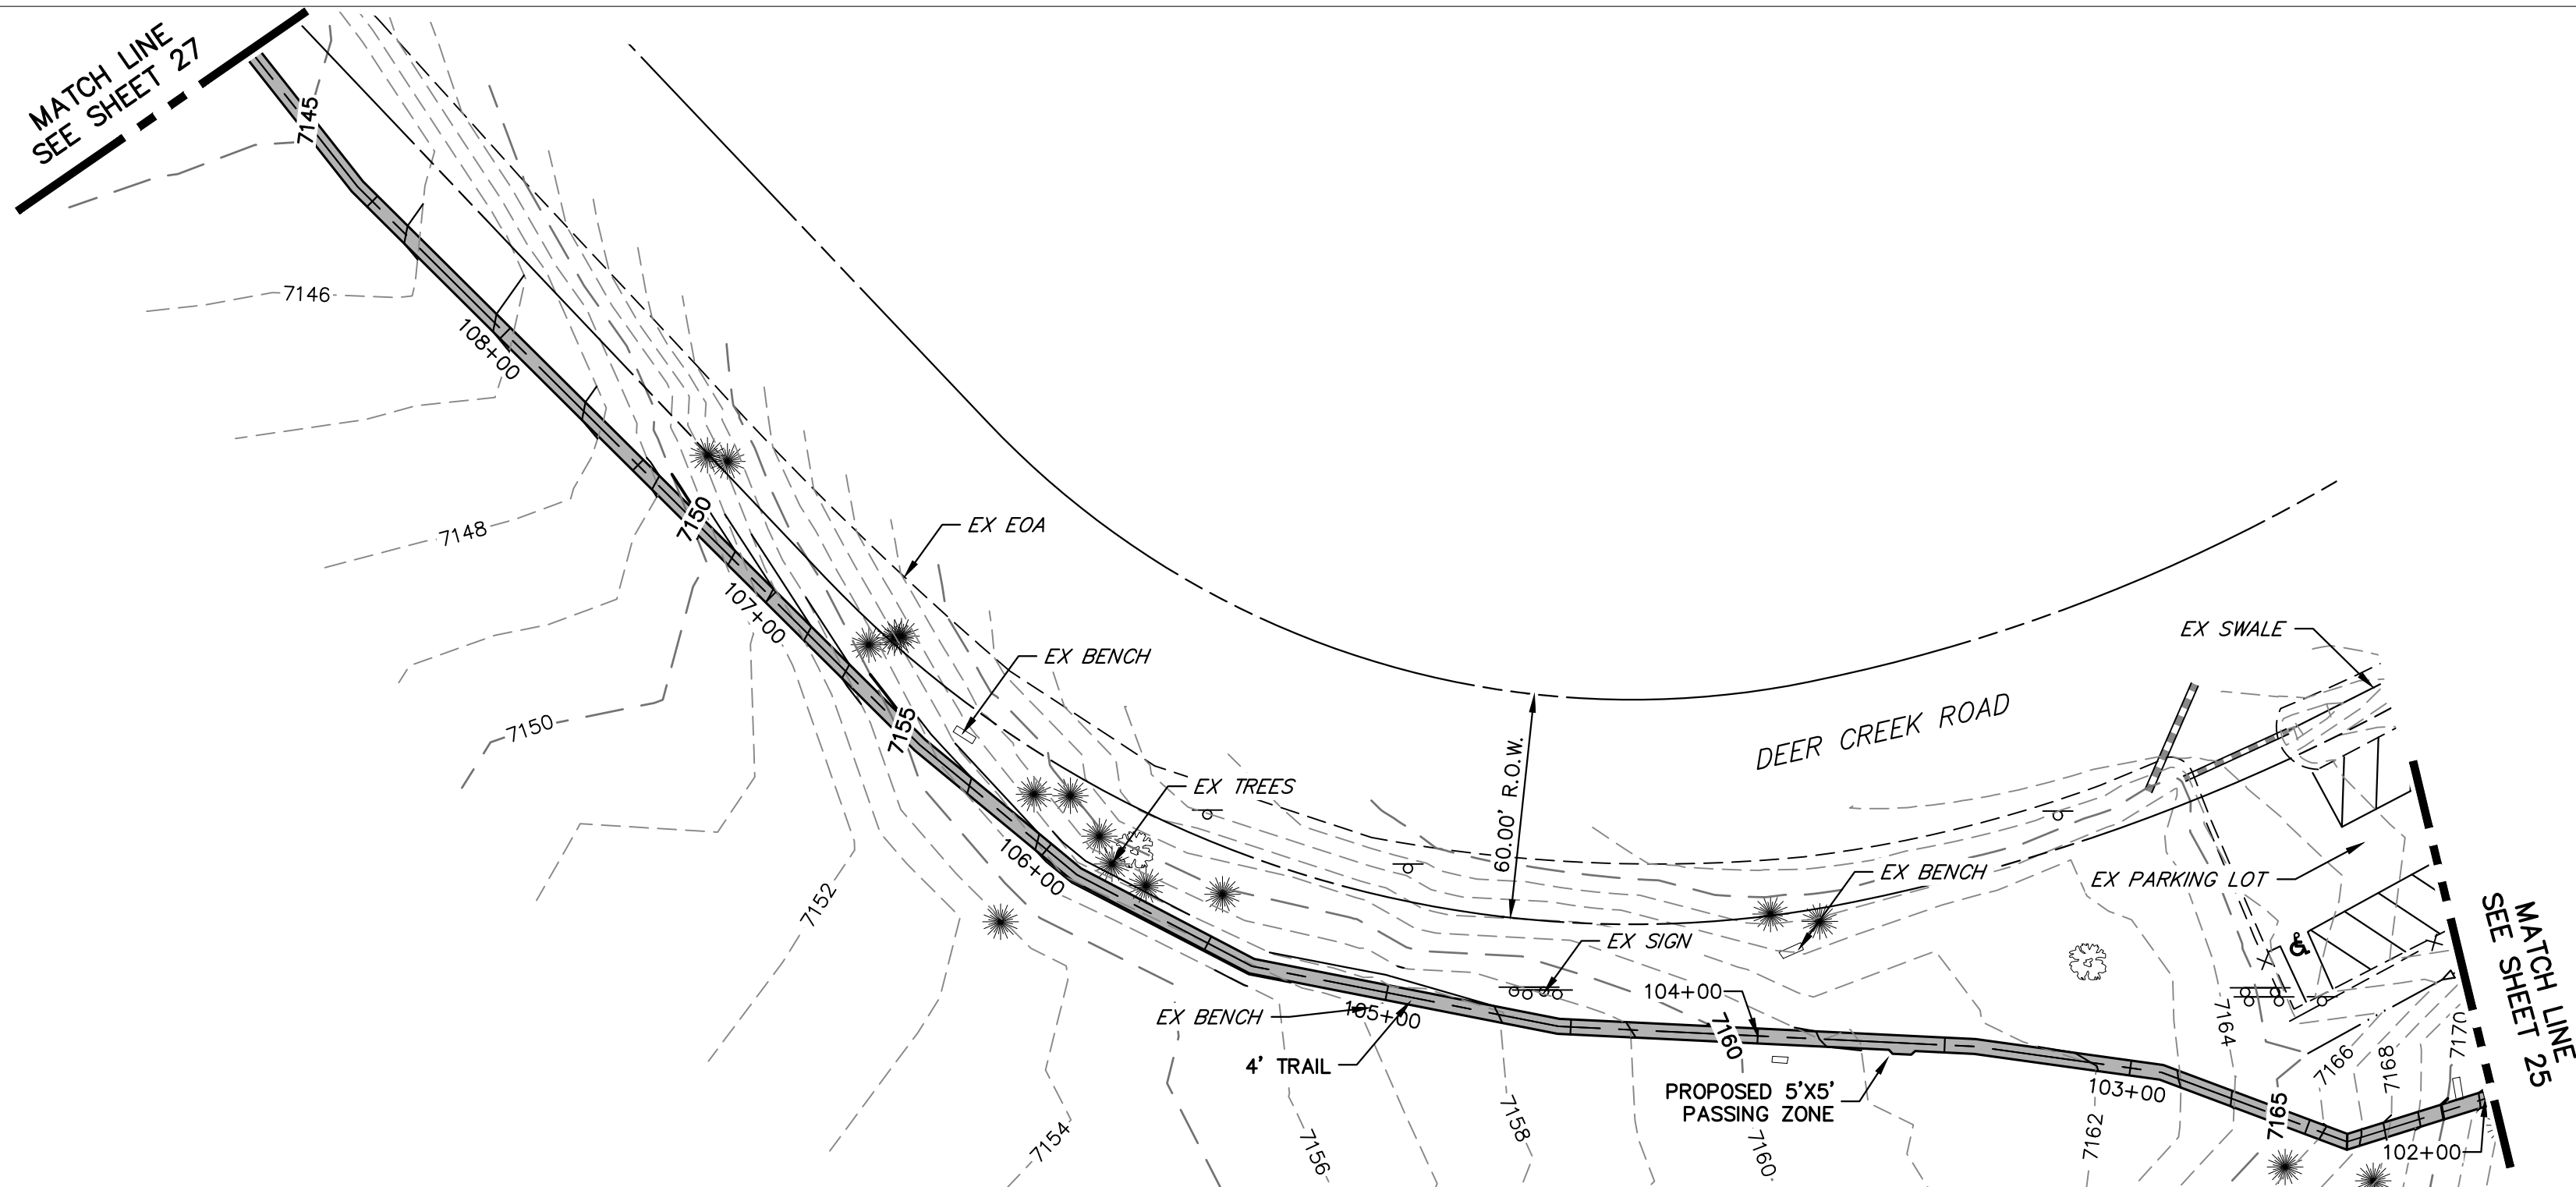 MATCH LINE
SEE SHEET 27
7145
7146
108+00
7148
7150
7150
107+00
EX EOA
EX BENCH
7155
EX TREES
106+00
7152
7154
60.00' R.O.W.
DEER CREEK ROAD
EX SWALE
EX BENCH
EX PARKING LOT
EX SIGN
104+00
EX BENCH
105+00
4' TRAIL
7160
PROPOSED 5'X5'
PASSING ZONE
7156
7158
7160
7162
103+00
7164
7165
7166
7168
7170
102+00
MATCH LINE
SEE SHEET 25